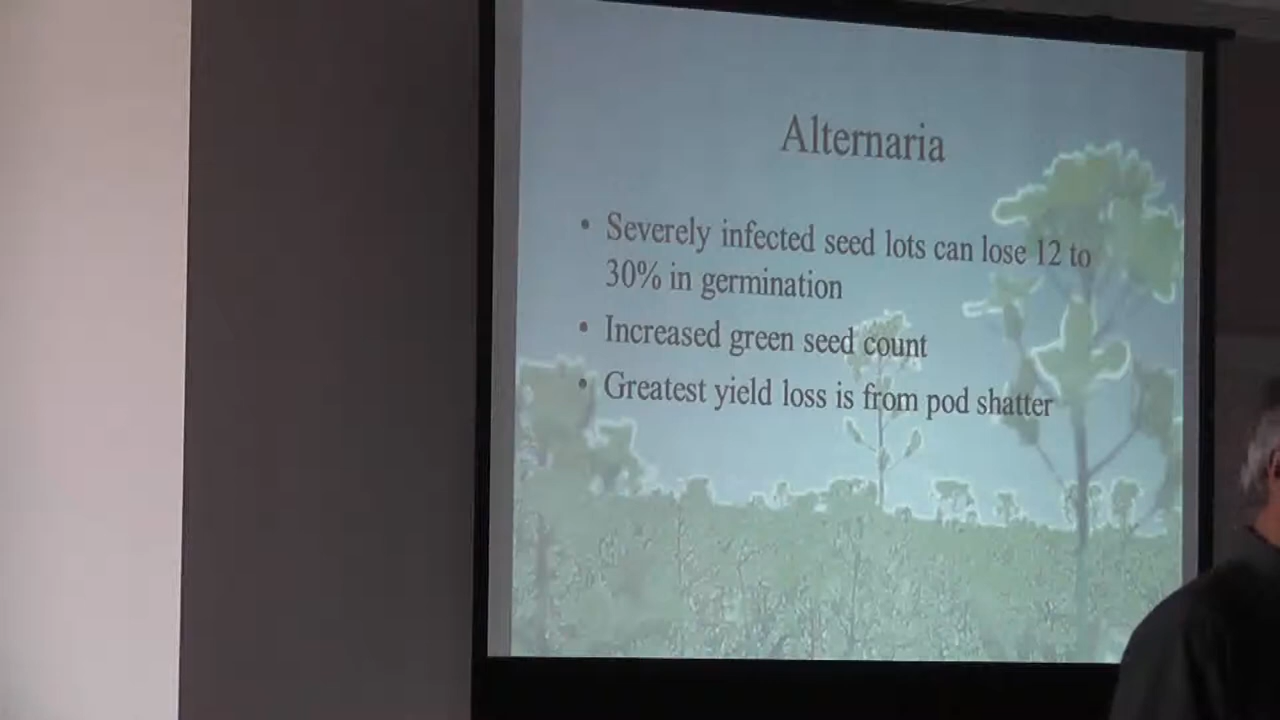 Alternaria
• Severely infected seed lots can lose 12 to
30% in germination
• Increased green seed count
• Greatest yield loss is from pod shatter